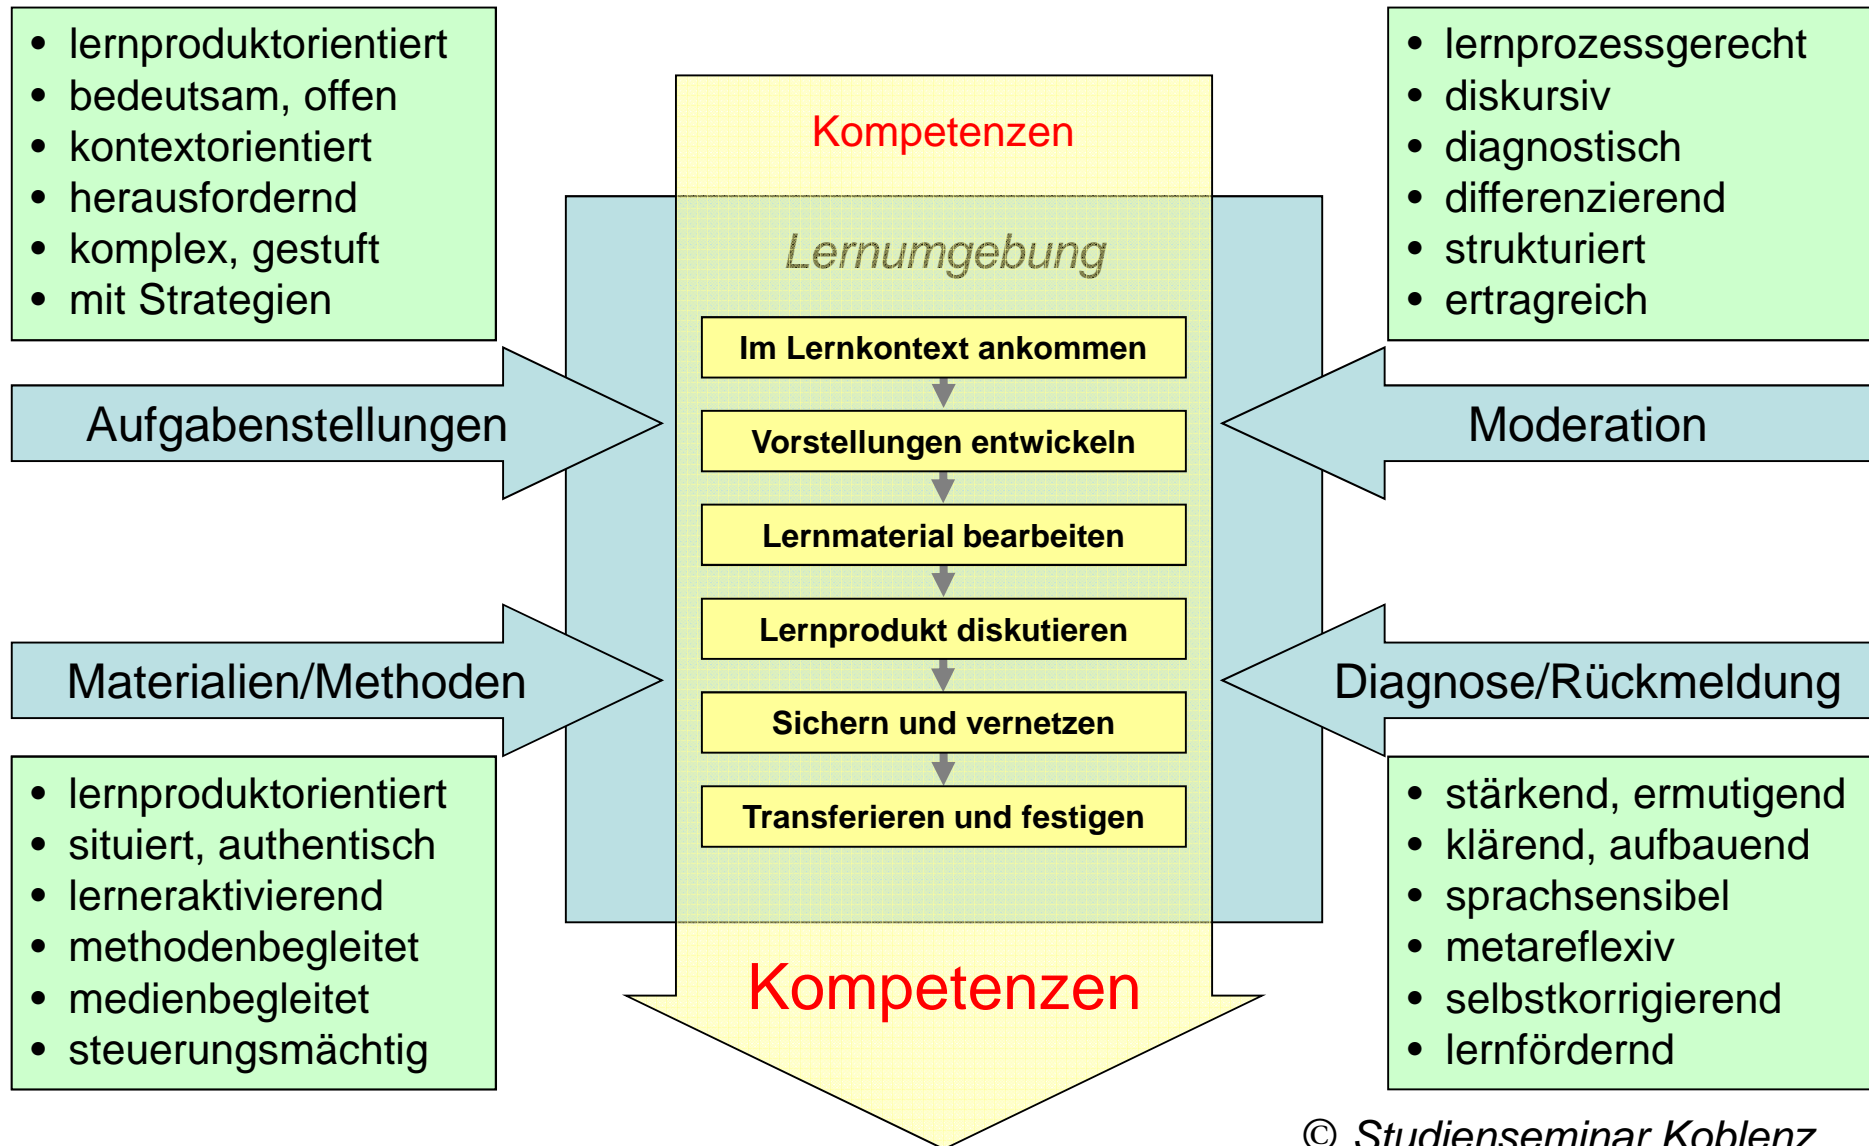 • lernproduktorientiert
• bedeutsam, offen
• kontextorientiert
• herausfordernd
• komplex, gestuft
• mit Strategien
Aufgabenstellungen
Materialien/Methoden
• lernproduktorientiert
• situiert, authentisch
• lerneraktivierend
• methodenbegleitet
• medienbegleitet
• steuerungsmächtig
Kompetenzen
Lernumgebung
Im Lernkontext ankommen
Vorstellungen entwickeln
Lernmaterial bearbeiten
Lernprodukt diskutieren
Sichern und vernetzen
Transferieren und festigen
Kompetenzen
• lernprozessgerecht
• diskursiv
• diagnostisch
• differenzierend
• strukturiert
• ertragreich
Moderation
Diagnose/Rückmeldung
• stärkend, ermutigend
• klärend, aufbauend
• sprachsensibel
• metareflexiv
• selbstkorrigierend
• lernfördernd
© Studienseminar Koblenz